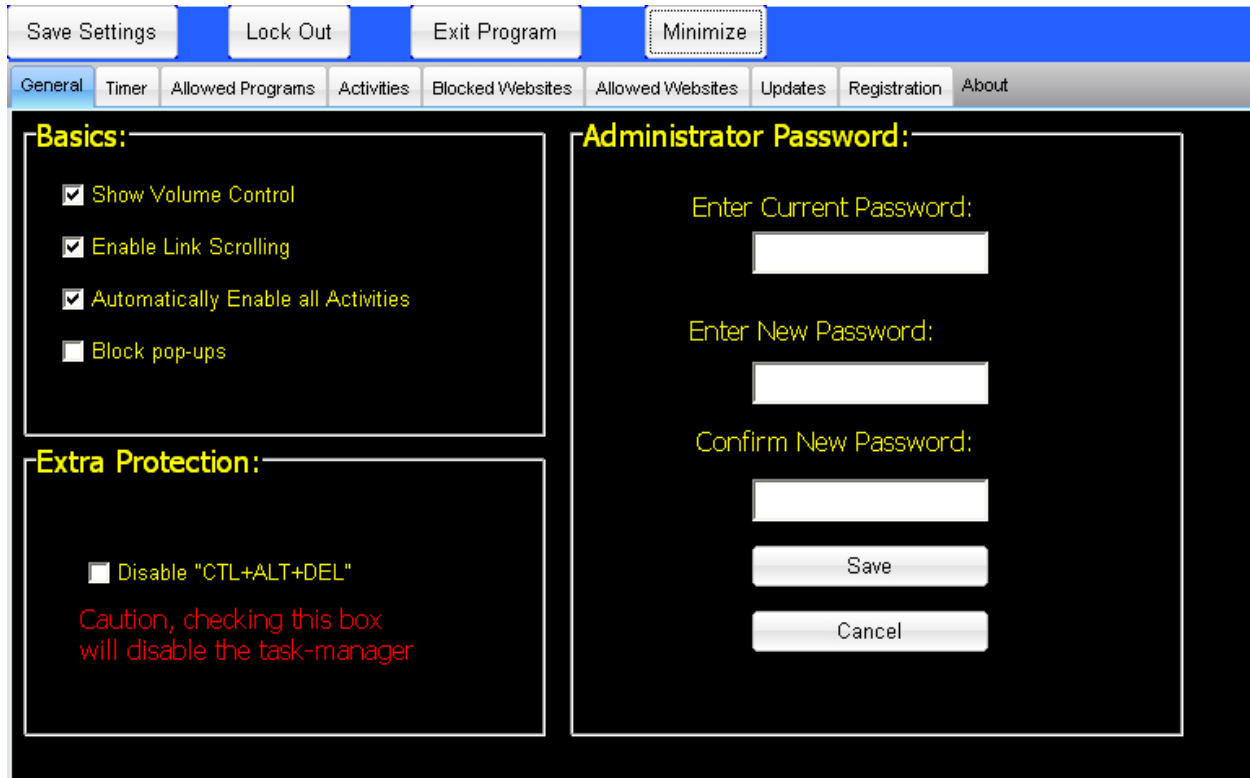 Save Settings Lock Out Exit Program Minimize
General Timer Allowed Programs Activities Blocked Websites Allowed Websites Updates Registration About
Basics:
Show Volume Control
Enable Link Scrolling
Automatically Enable all Activities
Block pop-ups
Extra Protection:
Disable "CTL+ALT+DEL"
Caution, checking this box
will disable the task-manager
Administrator Password:
Enter Current Password:
Enter New Password:
Confirm New Password:
Save
Cancel